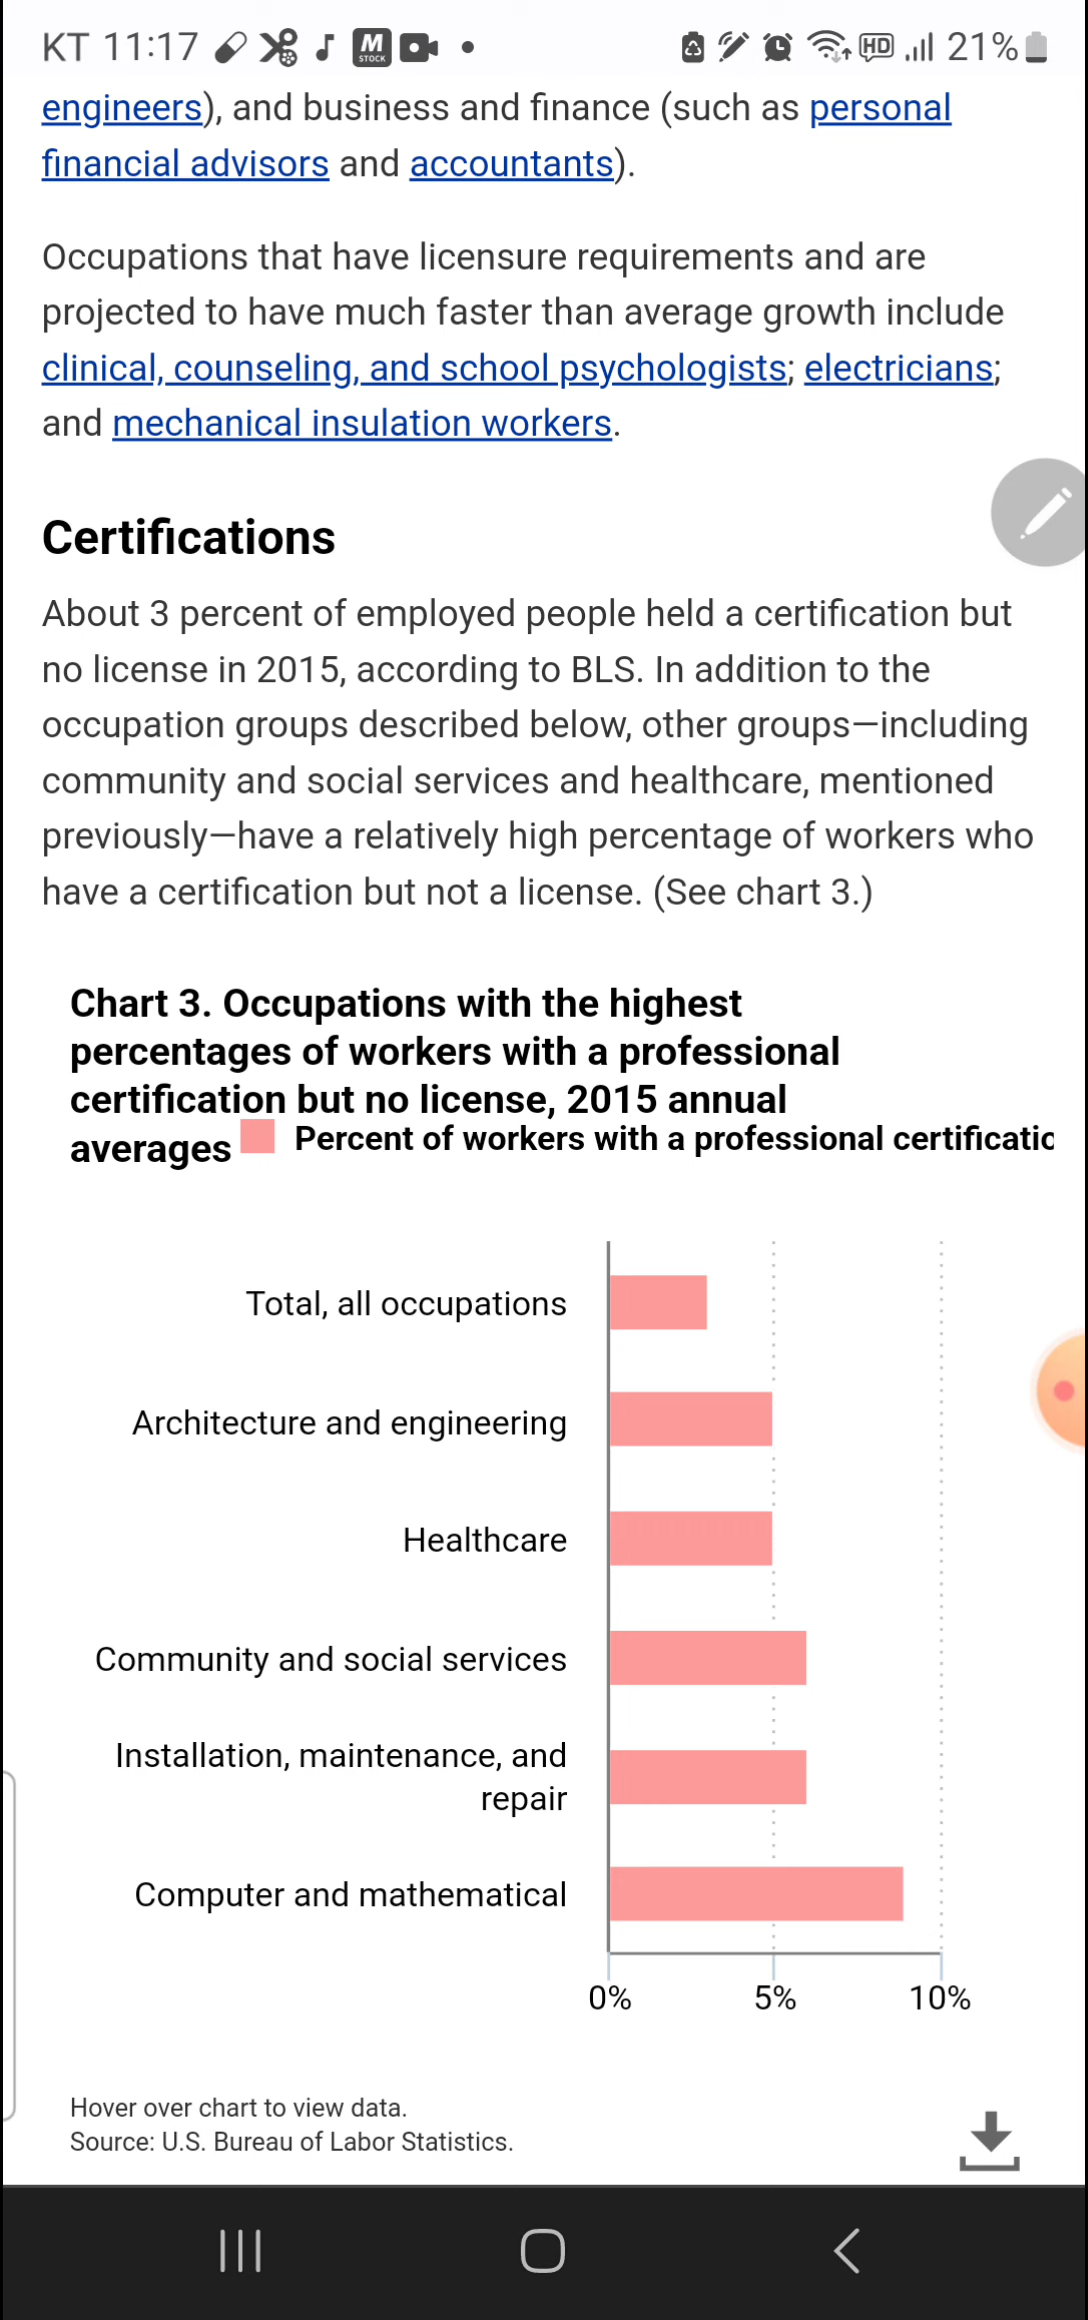 KT 11:17 M STOCK HD 21%
engineers), and business and finance (such as personal
financial advisors and accountants).
Occupations that have licensure requirements and are
projected to have much faster than average growth include
clinical, counseling, and school psychologists; electricians;
and mechanical insulation workers.
Certifications
About 3 percent of employed people held a certification but
no license in 2015, according to BLS. In addition to the
occupation groups described below, other groups—including
community and social services and healthcare, mentioned
previously—have a relatively high percentage of workers who
have a certification but not a license. (See chart 3.)
Chart 3. Occupations with the highest
percentages of workers with a professional
certification but no license, 2015 annual
averages
Percent of workers with a professional certificatio
Total, all occupations
Architecture and engineering
Healthcare
Community and social services
Installation, maintenance, and
repair
Computer and mathematical
0% 5% 10%
Hover over chart to view data.
Source: U.S. Bureau of Labor Statistics.